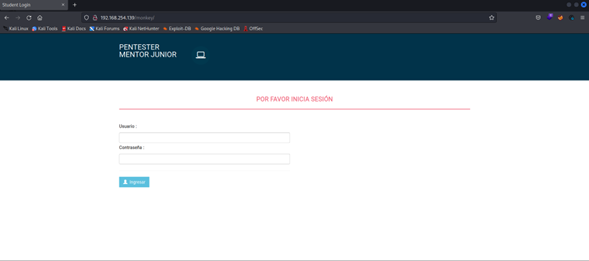 Student Login
192.168.254.139/monkey/
Kali Linux Kali Tools Kali Docs Kali Forums Kali NetHunter Exploit-DB Google Hacking DB OffSec
PENTESTER
MENTOR JUNIOR
POR FAVOR INICIA SESIÓN
Usuario :
Contraseña :
Ingresar